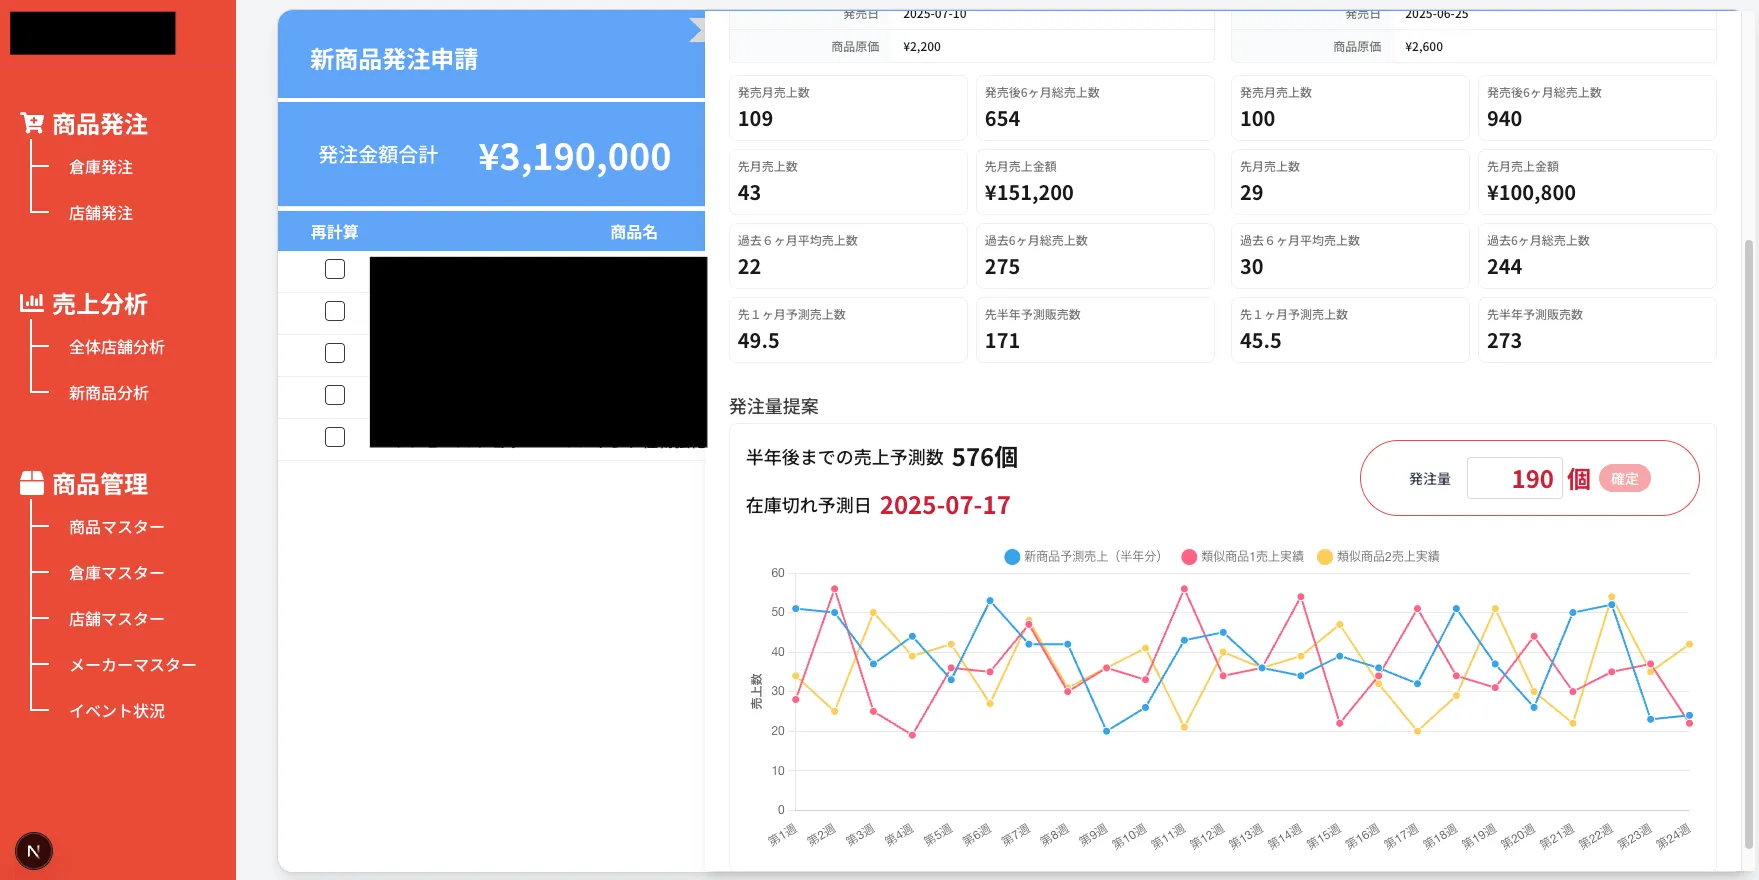 商品発注
倉庫発注
店舗発注
売上分析
全体店舗分析
新商品分析
商品管理
商品マスター
倉庫マスター
店舗マスター
メーカーマスター
イベント状況
N
新商品発注申請
発注金額合計 ¥3,190,000
再計算 商品名
発売日 2025-07-10
商品原価 ¥2,200
発売日 2025-06-25
商品原価 ¥2,600
発売月売上数
109
発売後6ヶ月総売上数
654
発売月売上数
100
発売後6ヶ月総売上数
940
先月売上数
43
先月売上金額
¥151,200
先月売上数
29
先月売上金額
¥100,800
過去６ヶ月平均売上数
22
過去6ヶ月総売上数
275
過去６ヶ月平均売上数
30
過去6ヶ月総売上数
244
先１ヶ月予測売上数
49.5
先半年予測販売数
171
先１ヶ月予測売上数
45.5
先半年予測販売数
273
発注量提案
半年後までの売上予測数 576個
在庫切れ予測日 2025-07-17
発注量 190 個 確定
新商品予測売上（半年分） 類似商品1売上実績 類似商品2売上実績
売上数
60
50
40
30
20
10
0
第1週 第2週 第3週 第4週 第5週 第6週 第7週 第8週 第9週 第10週 第11週 第12週 第13週 第14週 第15週 第16週 第17週 第18週 第19週 第20週 第21週 第22週 第23週 第24週